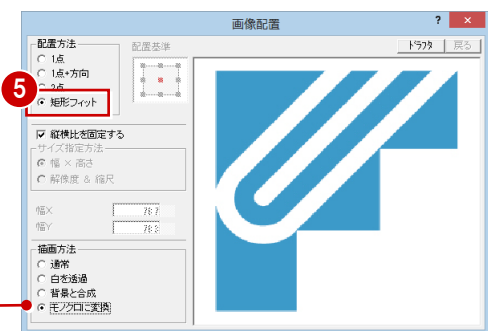 画像配置
? ×
配置方法
配置基準
ドラフタ 戻る
1点
1点+方向
2点
5
矩形フィット
縦横比を固定する
サイズ指定方法
幅 × 高さ
解像度 & 縮尺
幅X 78.7
幅Y 78.3
描画方法
通常
白を透過
背景と合成
モノクロに変換